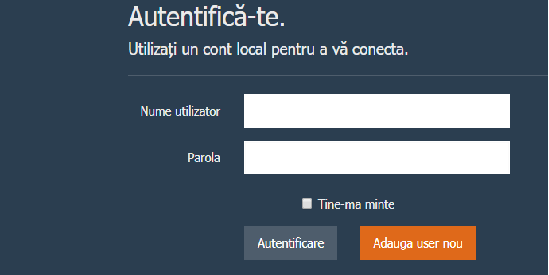 Autentifică-te.
Utilizați un cont local pentru a vă conecta.
Nume utilizator
Parola
Tine-ma minte
Autentificare Adauga user nou